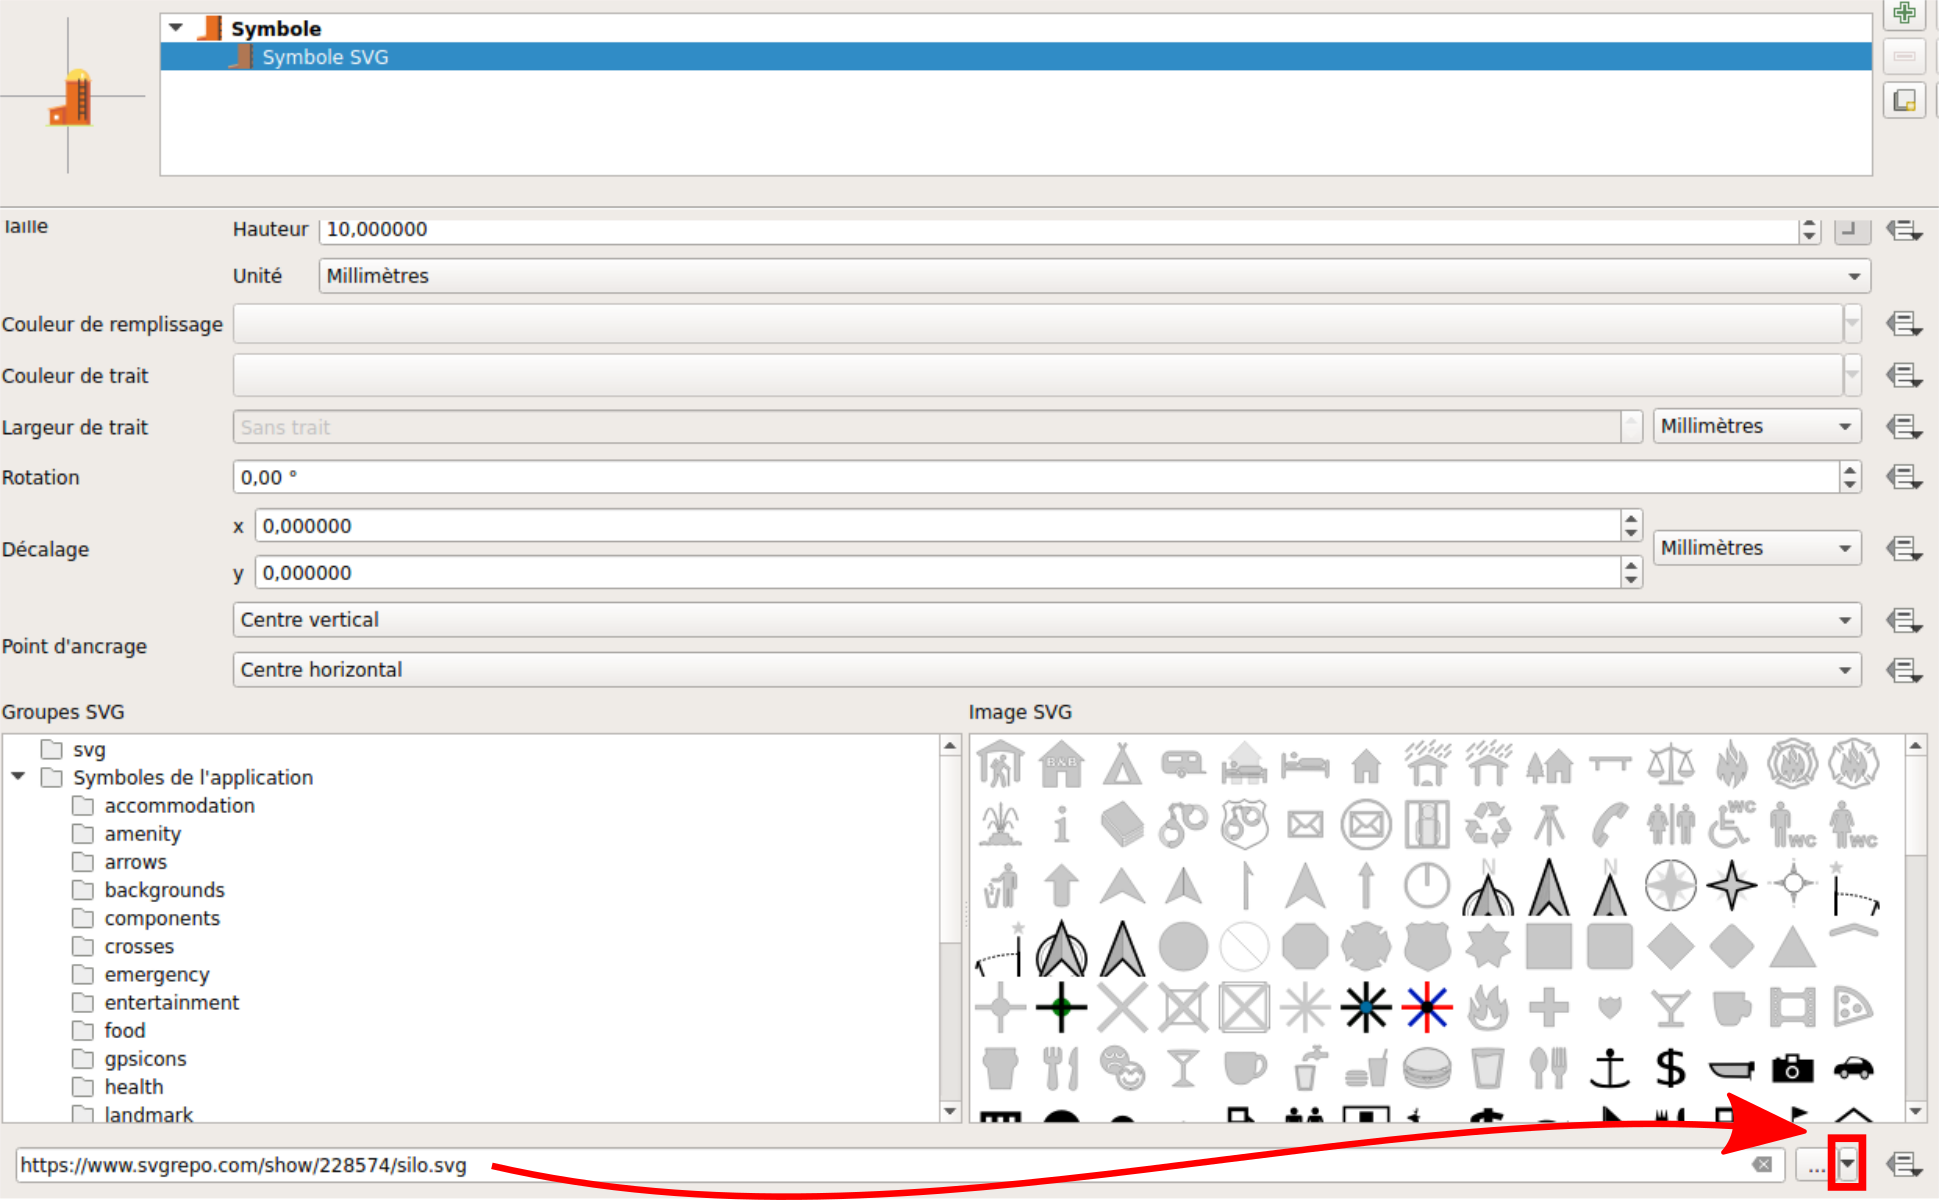 Symbole
Symbole SVG
Taille
Hauteur 10,000000
Unité Millimètres
Couleur de remplissage
Couleur de trait
Largeur de trait Sans trait Millimètres
Rotation 0,00 °
x 0,000000
Décalage Millimètres
y 0,000000
Centre vertical
Point d'ancrage
Centre horizontal
Groupes SVG
svg
Symboles de l'application
accommodation
amenity
arrows
backgrounds
components
crosses
emergency
entertainment
food
gpsicons
health
landmark
Image SVG
B&B
i
WC
WC
WC
N
N
$
https://www.svgrepo.com/show/228574/silo.svg
...